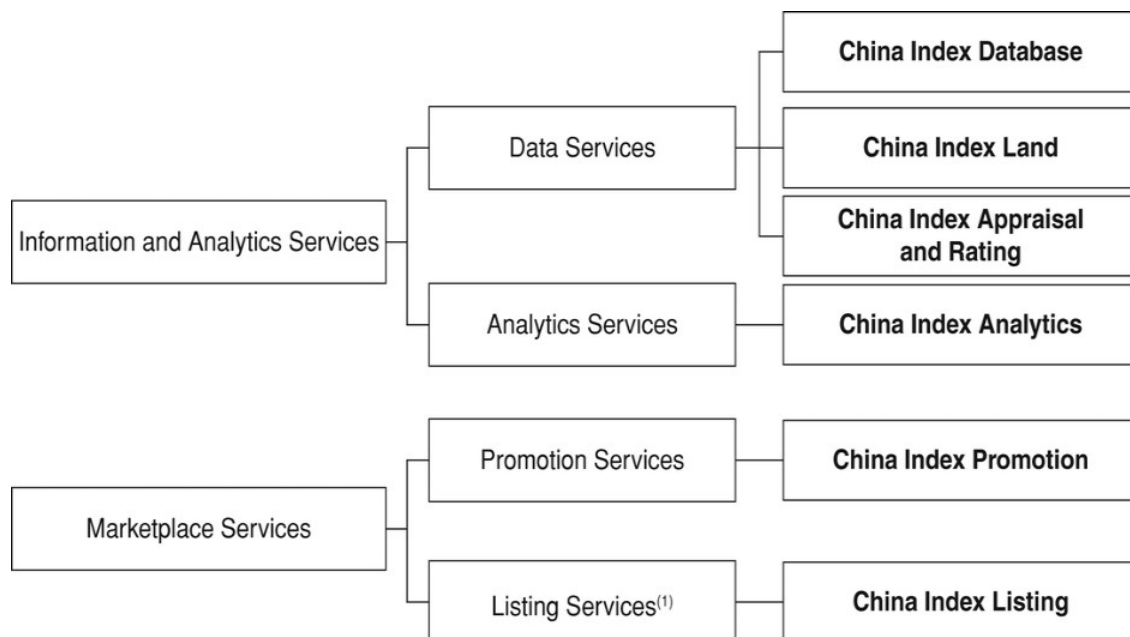 China Index Database
Data Services
China Index Land
Information and Analytics Services
China Index Appraisal
and Rating
Analytics Services
China Index Analytics
Promotion Services
China Index Promotion
Marketplace Services
Listing Services(1)
China Index Listing